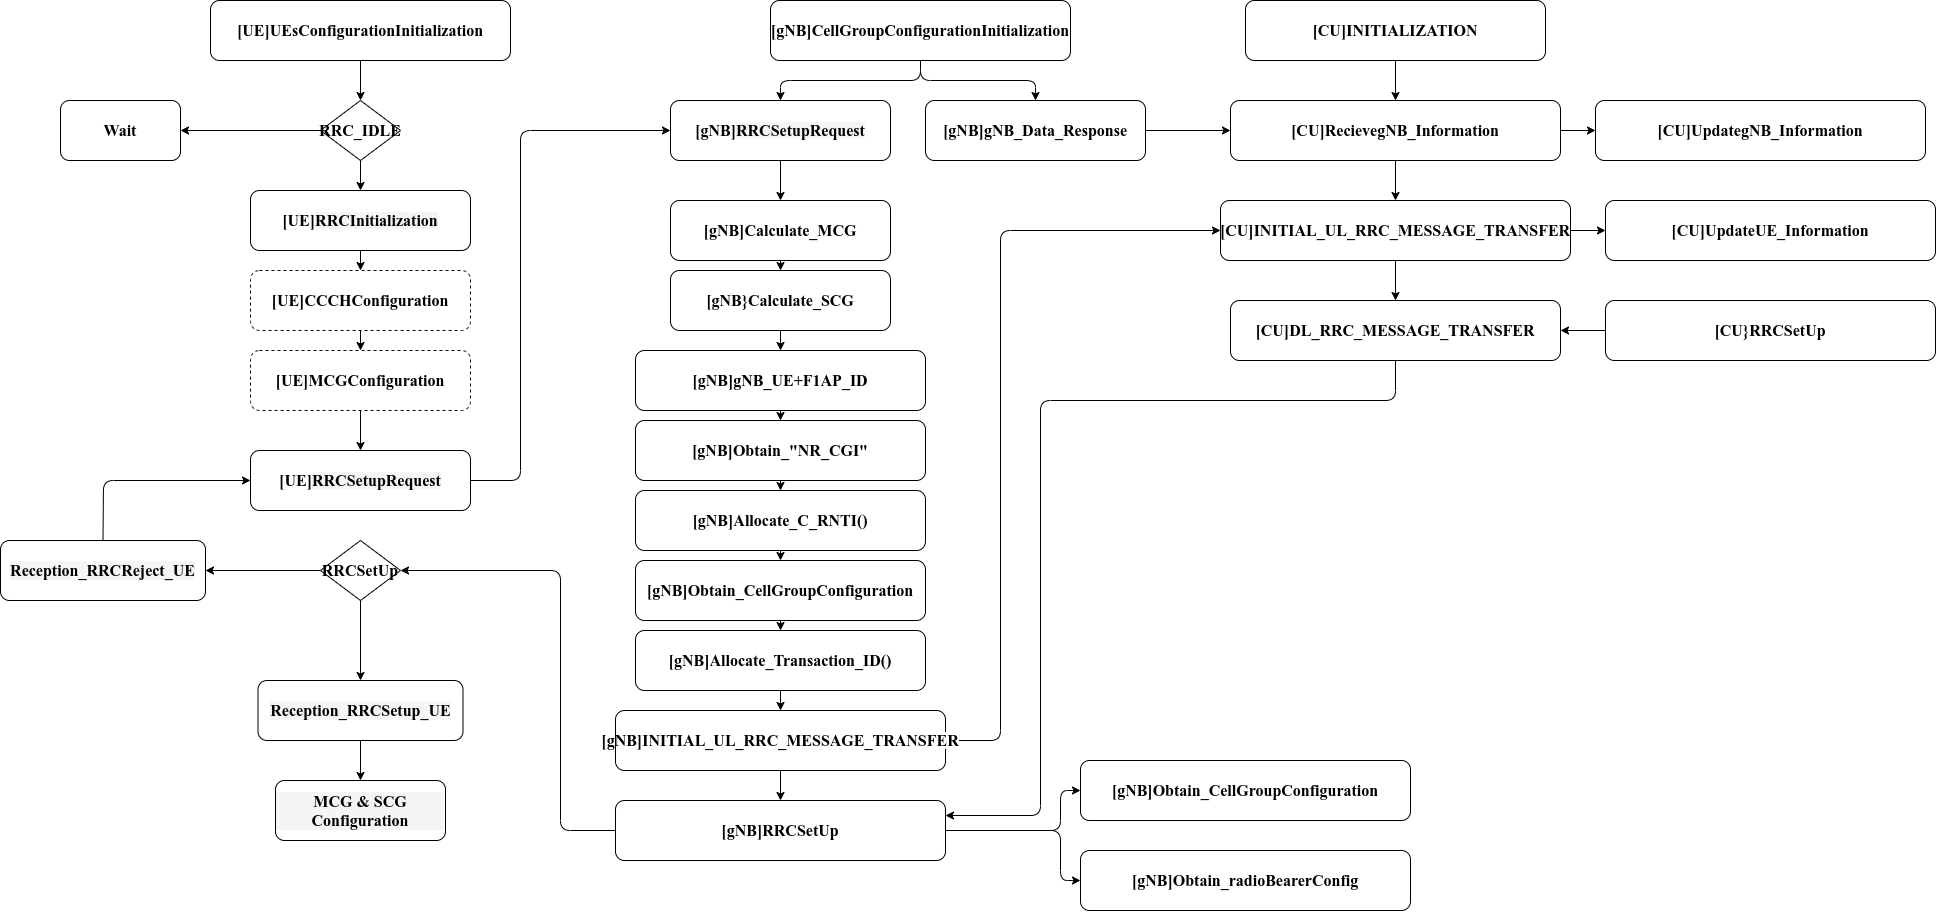 [UE]UEsConfigurationInitialization
[gNB]CellGroupConfigurationInitialization
[CU]INITIALIZATION
Wait
RRC_IDLE
[gNB]RRCSetupRequest
[gNB]gNB_Data_Response
[CU]RecievegNB_Information
[CU]UpdategNB_Information
[UE]RRCInitialization
[gNB]Calculate_MCG
[CU]INITIAL_UL_RRC_MESSAGE_TRANSFER
[CU]UpdateUE_Information
[UE]CCCHConfiguration
[gNB}Calculate_SCG
[CU]DL_RRC_MESSAGE_TRANSFER
[CU}RRCSetUp
[UE]MCGConfiguration
[gNB]gNB_UE+F1AP_ID
[gNB]Obtain_"NR_CGI"
[UE]RRCSetupRequest
[gNB]Allocate_C_RNTI()
Reception_RRCReject_UE
RRCSetUp
[gNB]Obtain_CellGroupConfiguration
[gNB]Allocate_Transaction_ID()
Reception_RRCSetup_UE
[gNB]INITIAL_UL_RRC_MESSAGE_TRANSFER
MCG & SCG
Configuration
[gNB]Obtain_CellGroupConfiguration
[gNB]RRCSetUp
[gNB]Obtain_radioBearerConfig